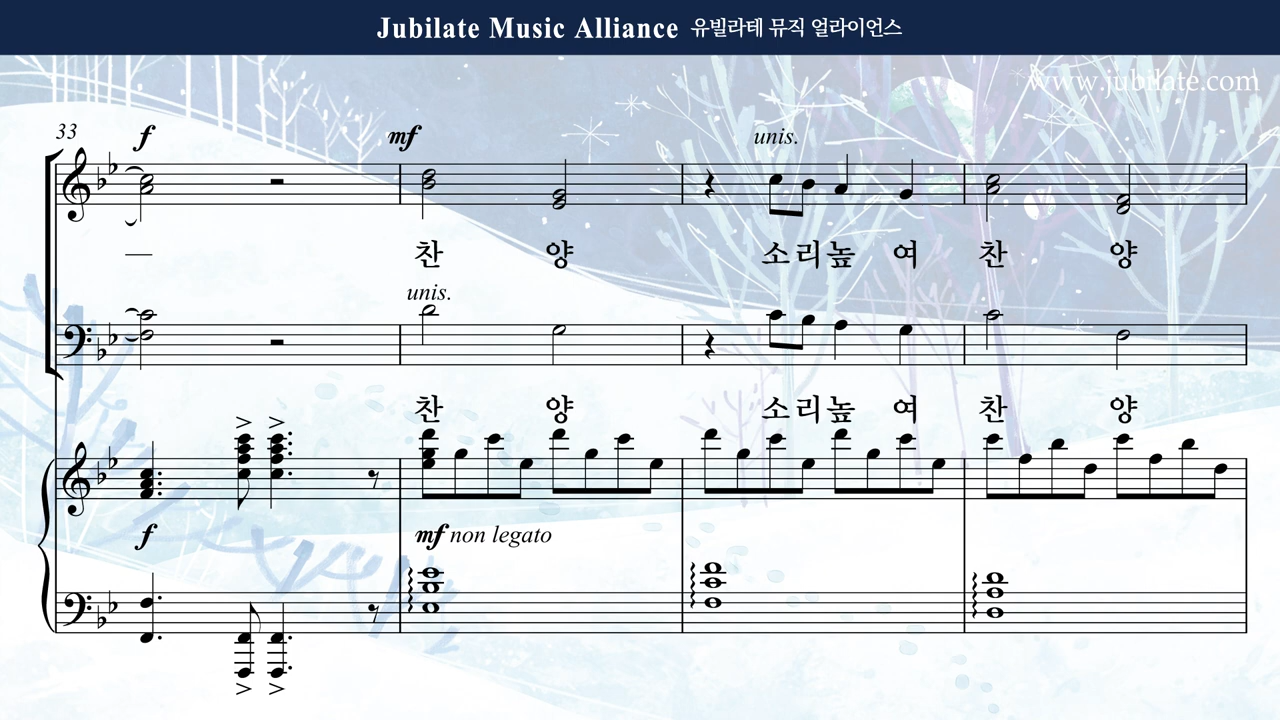 Jubilate Music Alliance 유빌라테 뮤직 얼라이언스
www.jubilate.com
33 f mf unis.
찬 양 소리높 여 찬 양
unis.
찬 양 소리높 여 찬 양
f mf non legato